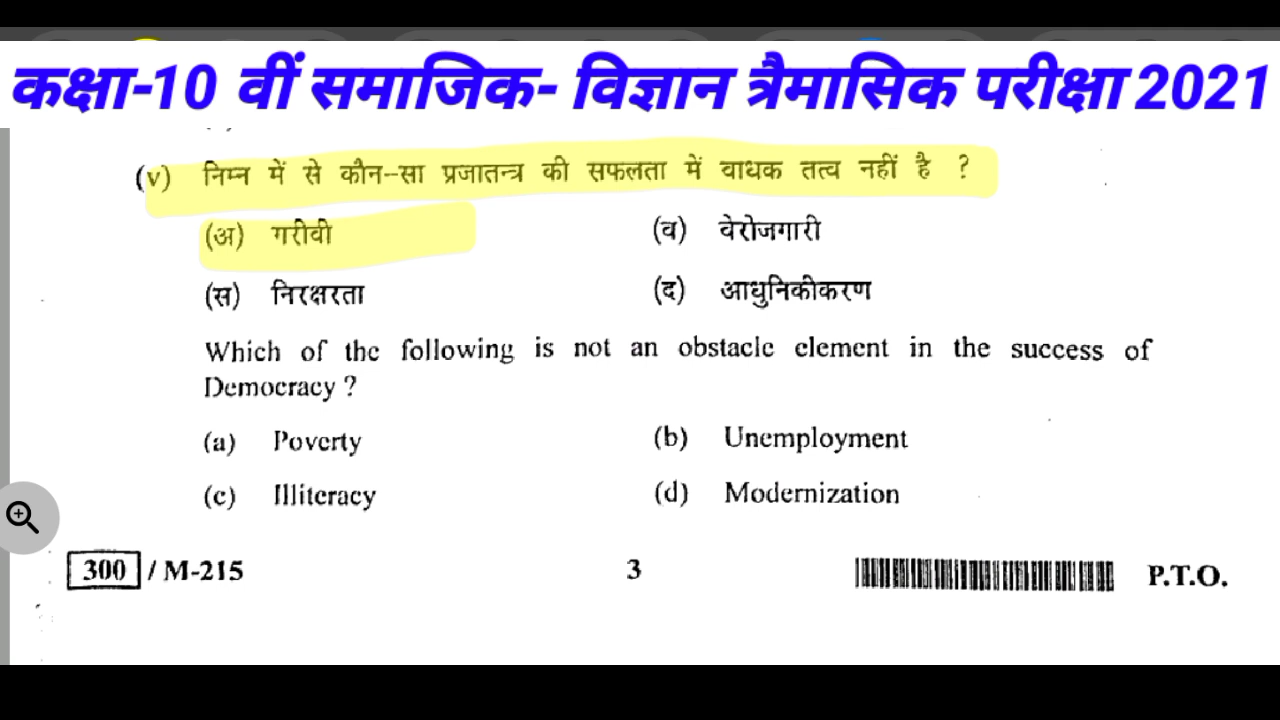 कक्षा-10 वीं समाजिक- विज्ञान त्रैमासिक परीक्षा 2021
(v) निम्न में से कौन-सा प्रजातन्त्र की सफलता में वाधक तत्व नहीं है ?
(अ) गरीवी (व) वेरोजगारी
(स) निरक्षरता (द) आधुनिकीकरण
Which of the following is not an obstacle element in the success of
Democracy ?
(a) Poverty (b) Unemployment
(c) Illiteracy (d) Modernization
300 / M-215 3 P.T.O.